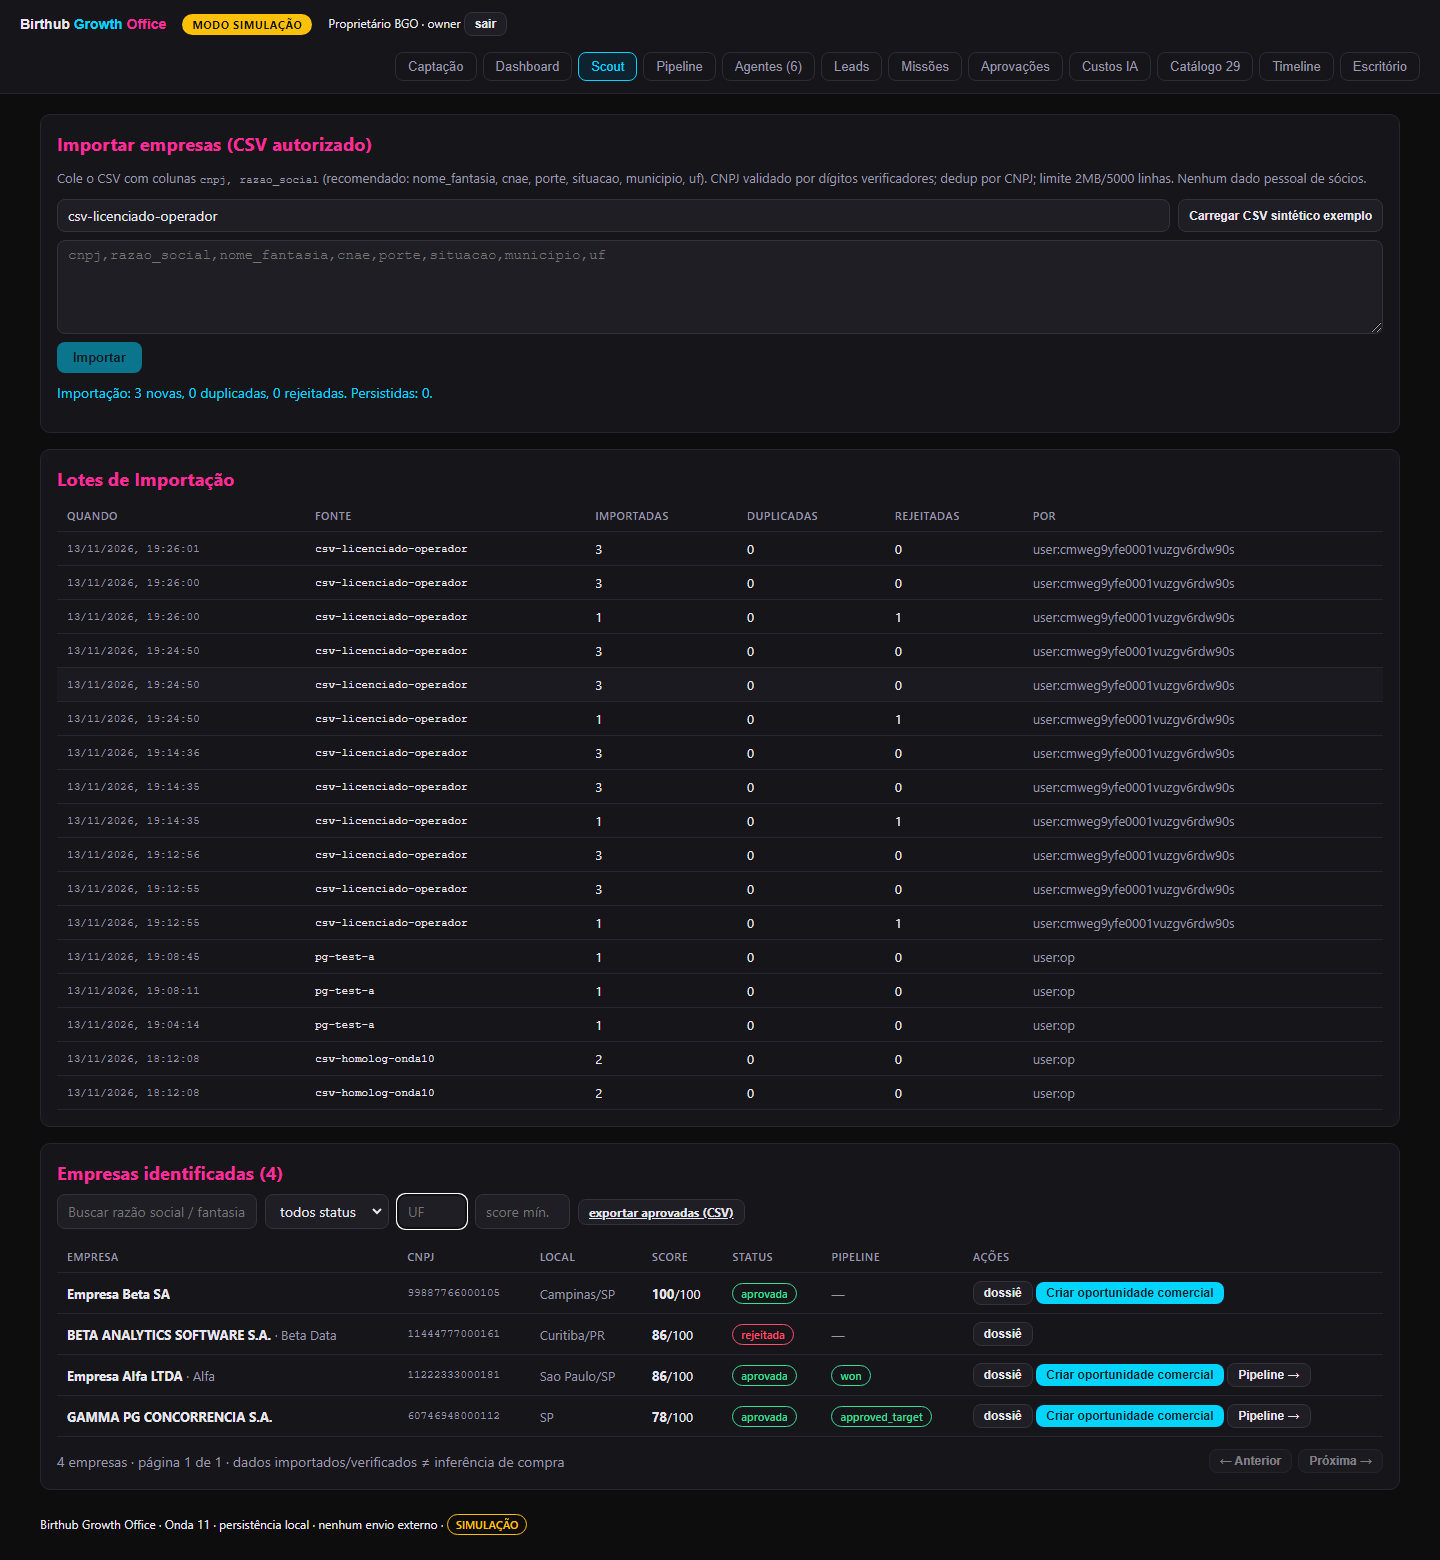 Birthub Growth Office MODO SIMULAÇÃO Proprietário BGO · owner sair
Captação Dashboard Scout Pipeline Agentes (6) Leads Missões Aprovações Custos IA Catálogo 29 Timeline Escritório
Importar empresas (CSV autorizado)
Cole o CSV com colunas cnpj, razao_social (recomendado: nome_fantasia, cnae, porte, situacao, municipio, uf). CNPJ validado por dígitos verificadores; dedup por CNPJ; limite 2MB/5000 linhas. Nenhum dado pessoal de sócios.
csv-licenciado-operador Carregar CSV sintético exemplo
cnpj,razao_social,nome_fantasia,cnae,porte,situacao,municipio,uf
Importar
Importação: 3 novas, 0 duplicadas, 0 rejeitadas. Persistidas: 0.
Lotes de Importação
QUANDO FONTE IMPORTADAS DUPLICADAS REJEITADAS POR
13/11/2026, 19:26:01 csv-licenciado-operador 3 0 0 user:cmweg9yfe0001vuzgv6rdw90s
13/11/2026, 19:26:00 csv-licenciado-operador 3 0 0 user:cmweg9yfe0001vuzgv6rdw90s
13/11/2026, 19:26:00 csv-licenciado-operador 1 0 1 user:cmweg9yfe0001vuzgv6rdw90s
13/11/2026, 19:24:50 csv-licenciado-operador 3 0 0 user:cmweg9yfe0001vuzgv6rdw90s
13/11/2026, 19:24:50 csv-licenciado-operador 3 0 0 user:cmweg9yfe0001vuzgv6rdw90s
13/11/2026, 19:24:50 csv-licenciado-operador 1 0 1 user:cmweg9yfe0001vuzgv6rdw90s
13/11/2026, 19:14:36 csv-licenciado-operador 3 0 0 user:cmweg9yfe0001vuzgv6rdw90s
13/11/2026, 19:14:35 csv-licenciado-operador 3 0 0 user:cmweg9yfe0001vuzgv6rdw90s
13/11/2026, 19:14:35 csv-licenciado-operador 1 0 1 user:cmweg9yfe0001vuzgv6rdw90s
13/11/2026, 19:12:56 csv-licenciado-operador 3 0 0 user:cmweg9yfe0001vuzgv6rdw90s
13/11/2026, 19:12:55 csv-licenciado-operador 3 0 0 user:cmweg9yfe0001vuzgv6rdw90s
13/11/2026, 19:12:55 csv-licenciado-operador 1 0 1 user:cmweg9yfe0001vuzgv6rdw90s
13/11/2026, 19:08:45 pg-test-a 1 0 0 user:op
13/11/2026, 19:08:11 pg-test-a 1 0 0 user:op
13/11/2026, 19:04:14 pg-test-a 1 0 0 user:op
13/11/2026, 18:12:08 csv-homolog-onda10 2 0 0 user:op
13/11/2026, 18:12:08 csv-homolog-onda10 2 0 0 user:op
Empresas identificadas (4)
Buscar razão social / fantasia todos status UF score mín. exportar aprovadas (CSV)
EMPRESA CNPJ LOCAL SCORE STATUS PIPELINE AÇÕES
Empresa Beta SA 99887766000105 Campinas/SP 100/100 aprovada — dossiê Criar oportunidade comercial
BETA ANALYTICS SOFTWARE S.A. · Beta Data 11444777000161 Curitiba/PR 86/100 rejeitada — dossiê
Empresa Alfa LTDA · Alfa 11222333000181 Sao Paulo/SP 86/100 aprovada won dossiê Criar oportunidade comercial Pipeline →
GAMMA PG CONCORRENCIA S.A. 60746948000112 SP 78/100 aprovada approved_target dossiê Criar oportunidade comercial Pipeline →
4 empresas · página 1 de 1 · dados importados/verificados ≠ inferência de compra ← Anterior Próxima →
Birthub Growth Office · Onda 11 · persistência local · nenhum envio externo · SIMULAÇÃO